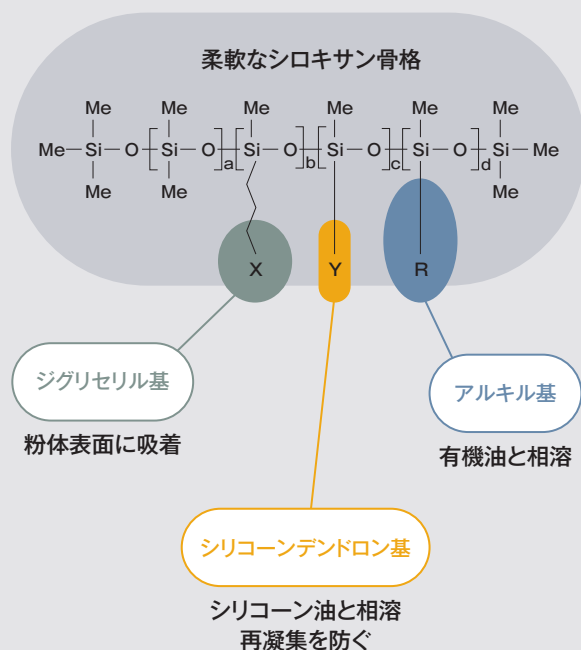 柔軟なシロキサン骨格
Me Me Me Me Me Me
Me—Si—O—[Si—O]a[Si—O]b[Si—O]c[Si—O]d Si—Me
Me Me Me
X Y R
ジグリセリル基
粉体表面に吸着
アルキル基
有機油と相溶
シリコーンデンドロン基
シリコーン油と相溶
再凝集を防ぐ